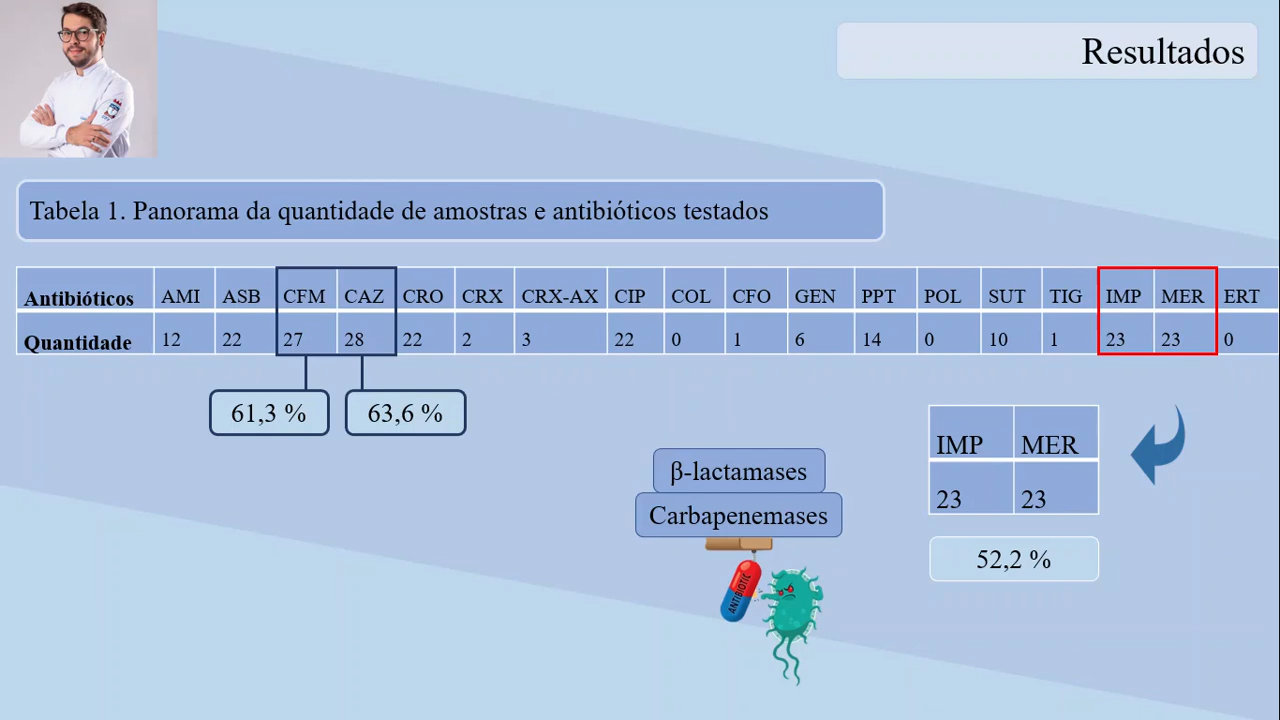 Resultados
Tabela 1. Panorama da quantidade de amostras e antibióticos testados
Antibióticos AMI ASB CFM CAZ CRO CRX CRX-AX CIP COL CFO GEN PPT POL SUT TIG IMP MER ERT
Quantidade 12 22 27 28 22 2 3 22 0 1 6 14 0 10 1 23 23 0
61,3 % 63,6 %
IMP MER
23 23
52,2 %
β-lactamases
Carbapenemases
ANTIBIOTIC